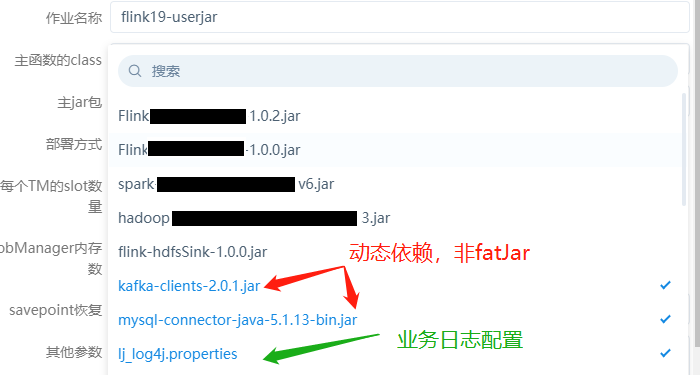 作业名称
flink19-userjar
主函数的class
搜索
主jar包
Flink 1.0.2.jar
部署方式
Flink -1.0.0.jar
每个TM的slot数量
spark- v6.jar
hadoop 3.jar
obManager内存数
flink-hdfsSink-1.0.0.jar
动态依赖，非fatJar
kafka-clients-2.0.1.jar
savepoint恢复
mysql-connector-java-5.1.13-bin.jar
业务日志配置
其他参数
lj_log4j.properties